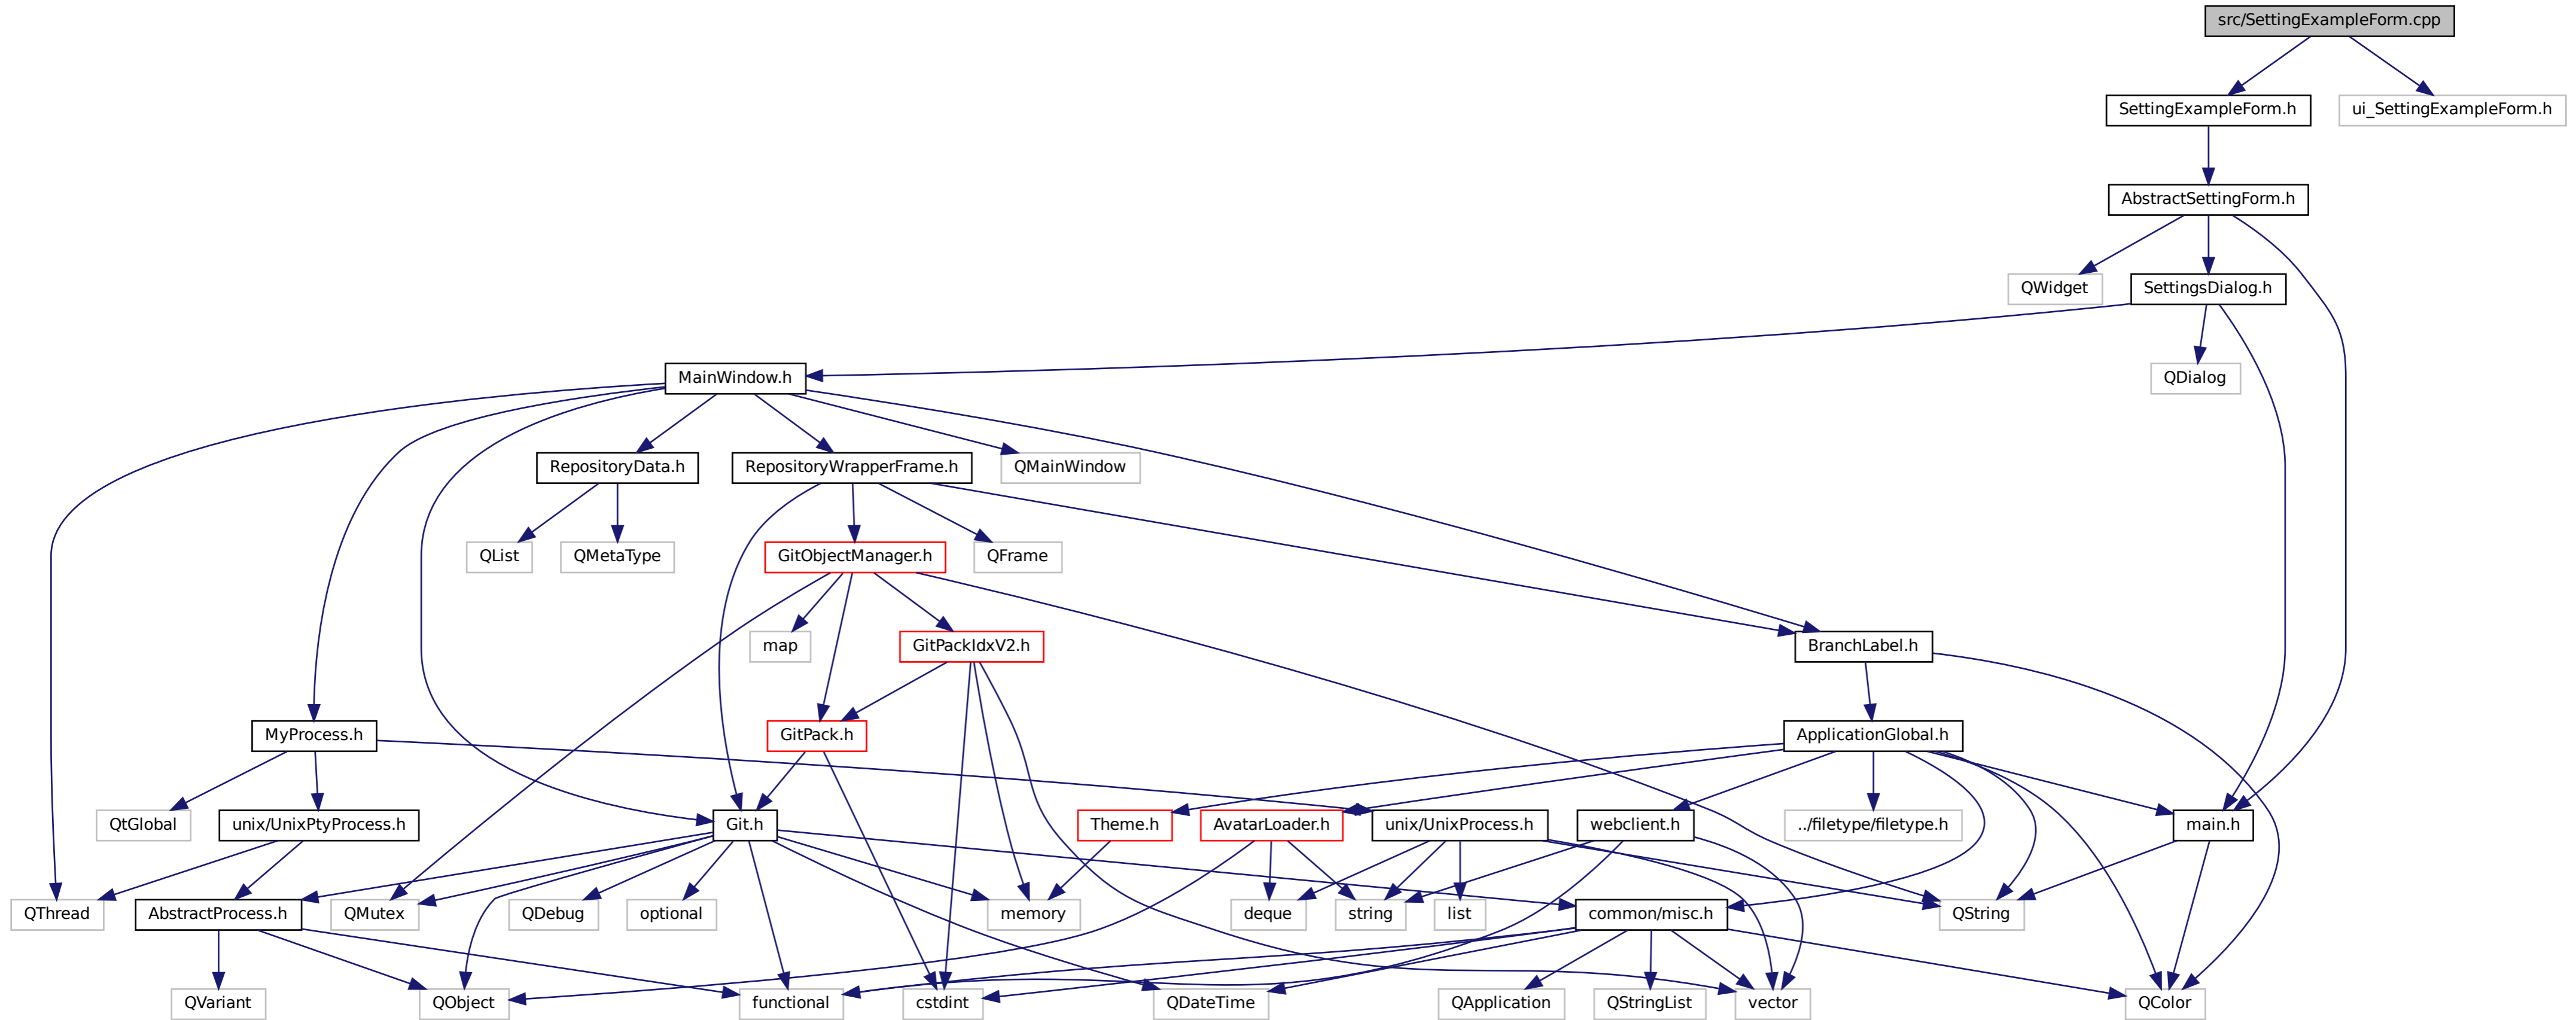 src/SettingExampleForm.cpp
SettingExampleForm.h
ui_SettingExampleForm.h
AbstractSettingForm.h
QWidget
SettingsDialog.h
MainWindow.h
QDialog
RepositoryData.h
RepositoryWrapperFrame.h
QMainWindow
QList
QMetaType
GitObjectManager.h
QFrame
map
GitPackIdxV2.h
BranchLabel.h
MyProcess.h
GitPack.h
ApplicationGlobal.h
QtGlobal
unix/UnixPtyProcess.h
Git.h
Theme.h
AvatarLoader.h
unix/UnixProcess.h
webclient.h
../filetype/filetype.h
main.h
QThread
AbstractProcess.h
QMutex
QDebug
optional
memory
deque
string
list
common/misc.h
QString
QVariant
QObject
functional
cstdint
QDateTime
QApplication
QStringList
vector
QColor